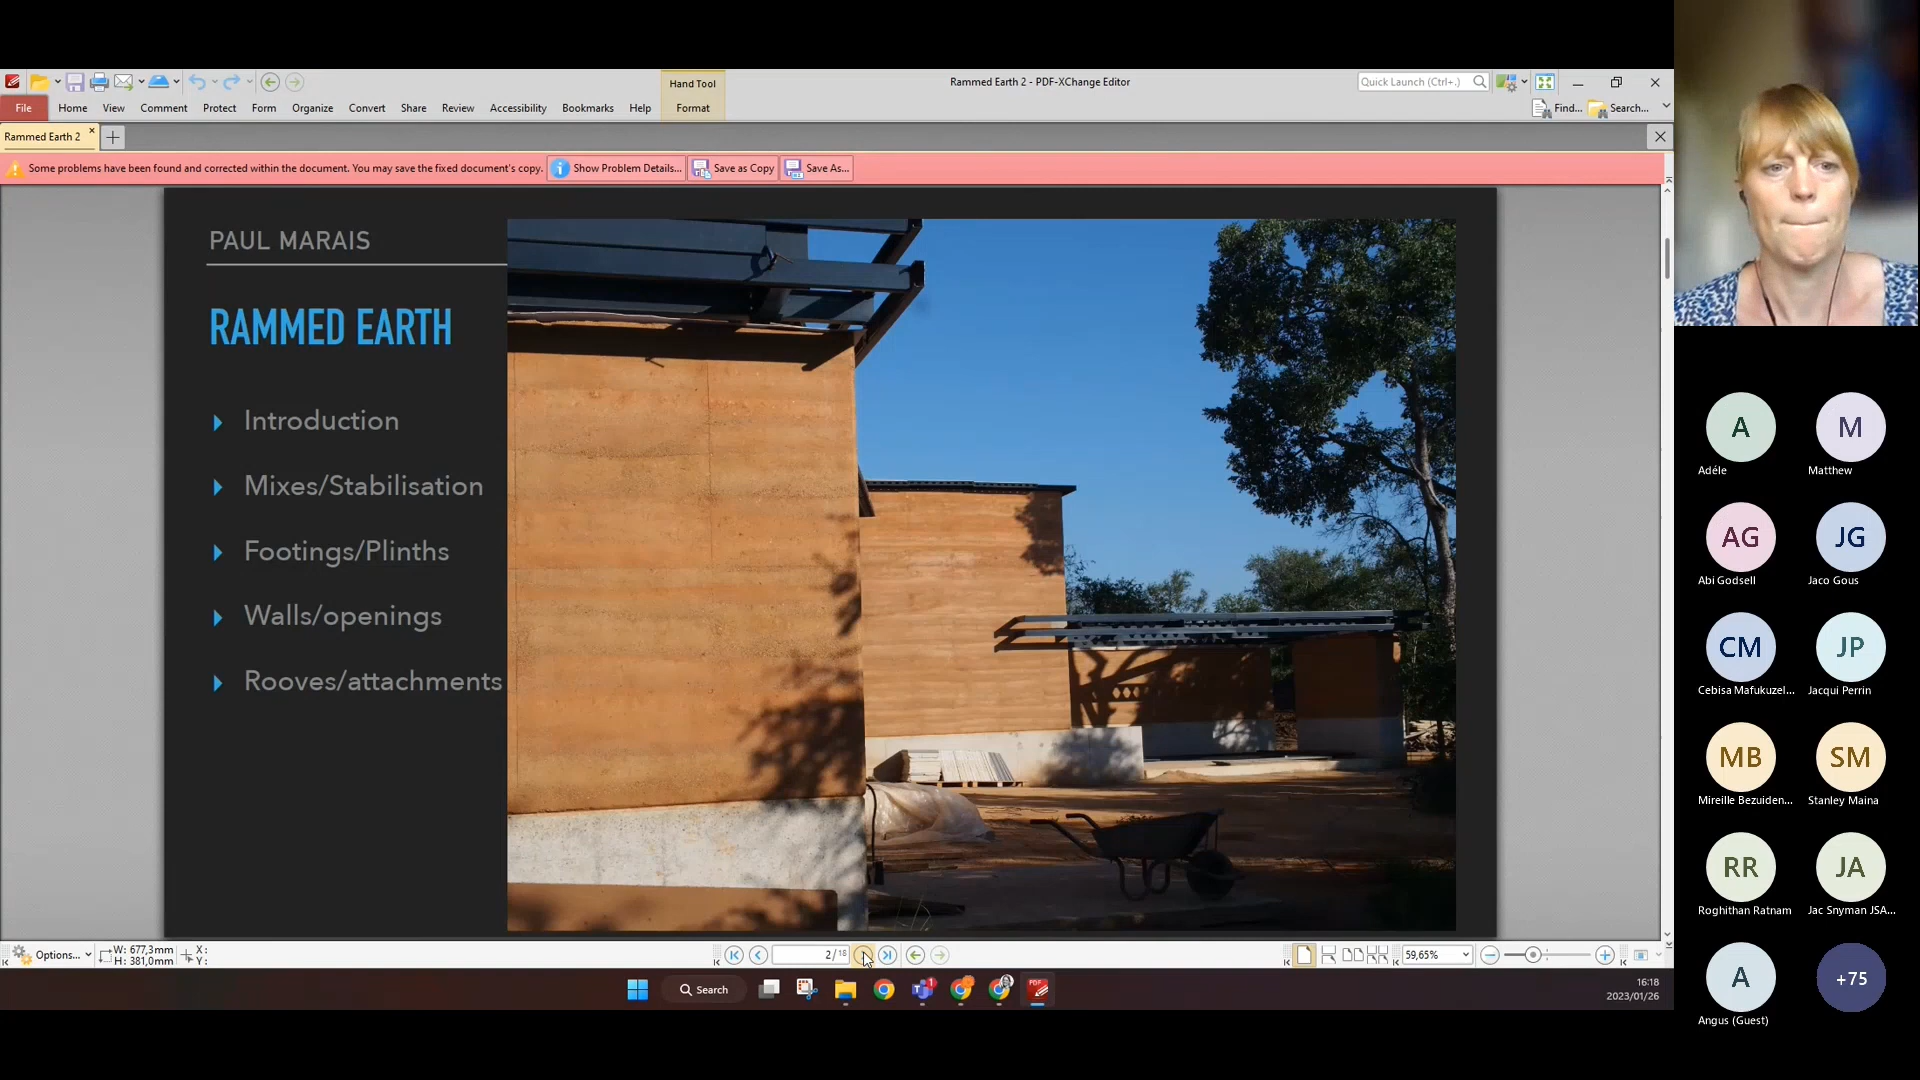 Hand Tool
Rammed Earth 2 - PDF-XChange Editor
Quick Launch (Ctrl+.)
File
Home
View
Comment
Protect
Form
Organize
Convert
Share
Review
Accessibility
Bookmarks
Help
Format
Find...
Search...
Rammed Earth 2
Some problems have been found and corrected within the document. You may save the fixed document's copy.
Show Problem Details...
Save as Copy
Save As...
PAUL MARAIS
RAMMED EARTH
Introduction
Mixes/Stabilisation
Footings/Plinths
Walls/openings
Rooves/attachments
Options...
W: 677,3mm
H: 381,0mm
X:
Y:
2/18
59,65%
Search
PDF
1
16:18
2023/01/26
A
Adéle
M
Matthew
AG
Abi Godsell
JG
Jaco Gous
CM
Cebisa Mafukuzel...
JP
Jacqui Perrin
MB
Mireille Bezuiden...
SM
Stanley Maina
RR
Roghithan Ratnam
JA
Jac Snyman JSA...
A
Angus (Guest)
+75